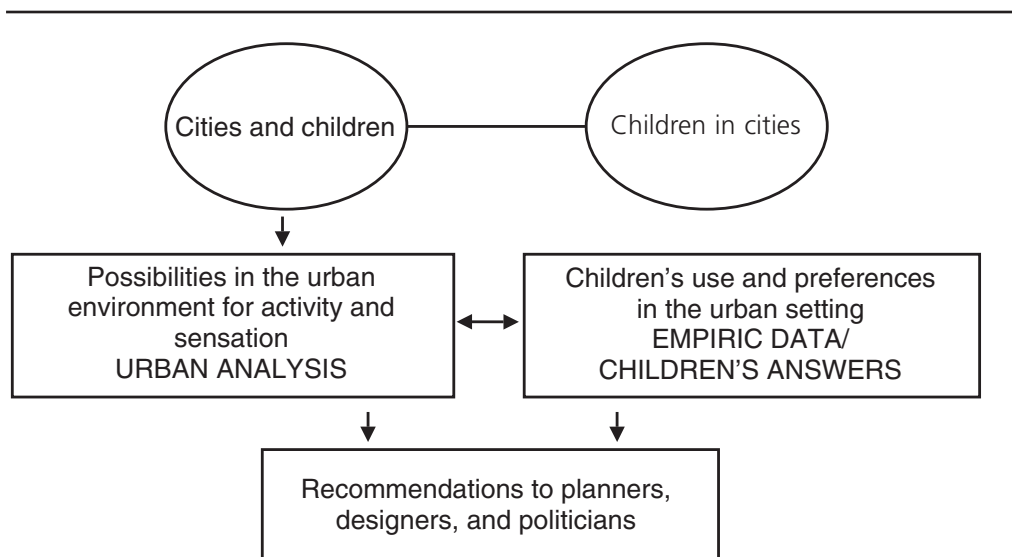 Cities and children
Children in cities
Possibilities in the urban
environment for activity and
sensation
URBAN ANALYSIS
Children’s use and preferences
in the urban setting
EMPIRIC DATA/
CHILDREN’S ANSWERS
Recommendations to planners,
designers, and politicians